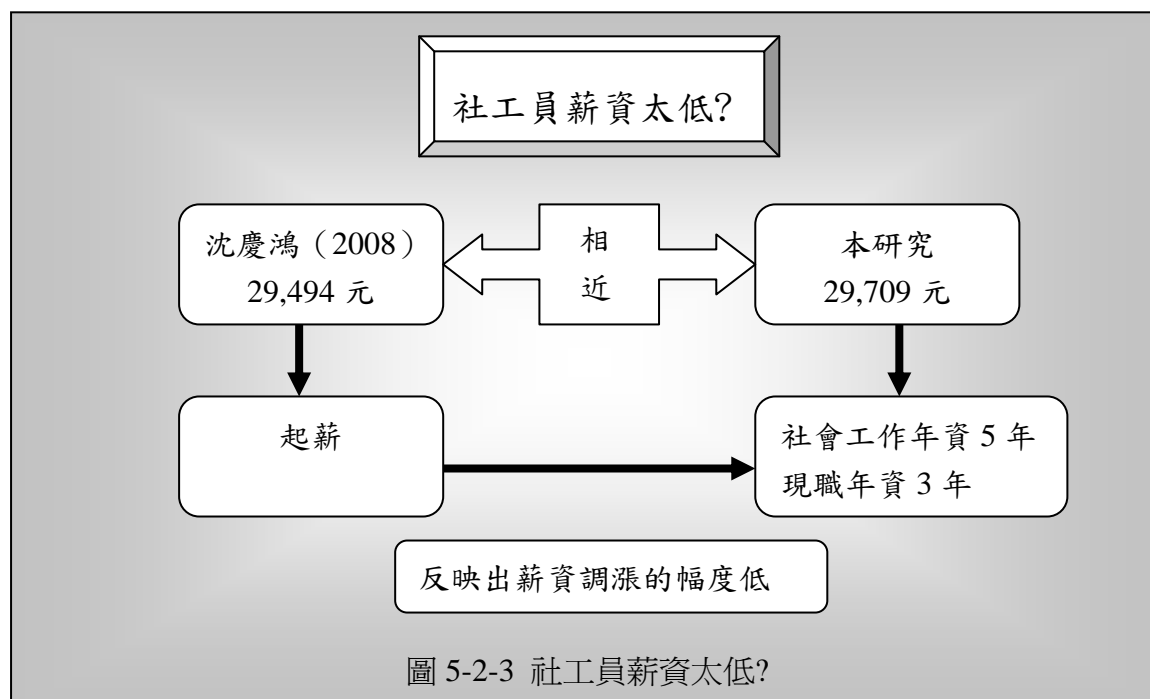 社工員薪資太低?
沈慶鴻（2008）
29,494 元
相
近
本研究
29,709 元
起薪
社會工作年資 5 年
現職年資 3 年
反映出薪資調漲的幅度低
圖 5-2-3 社工員薪資太低?